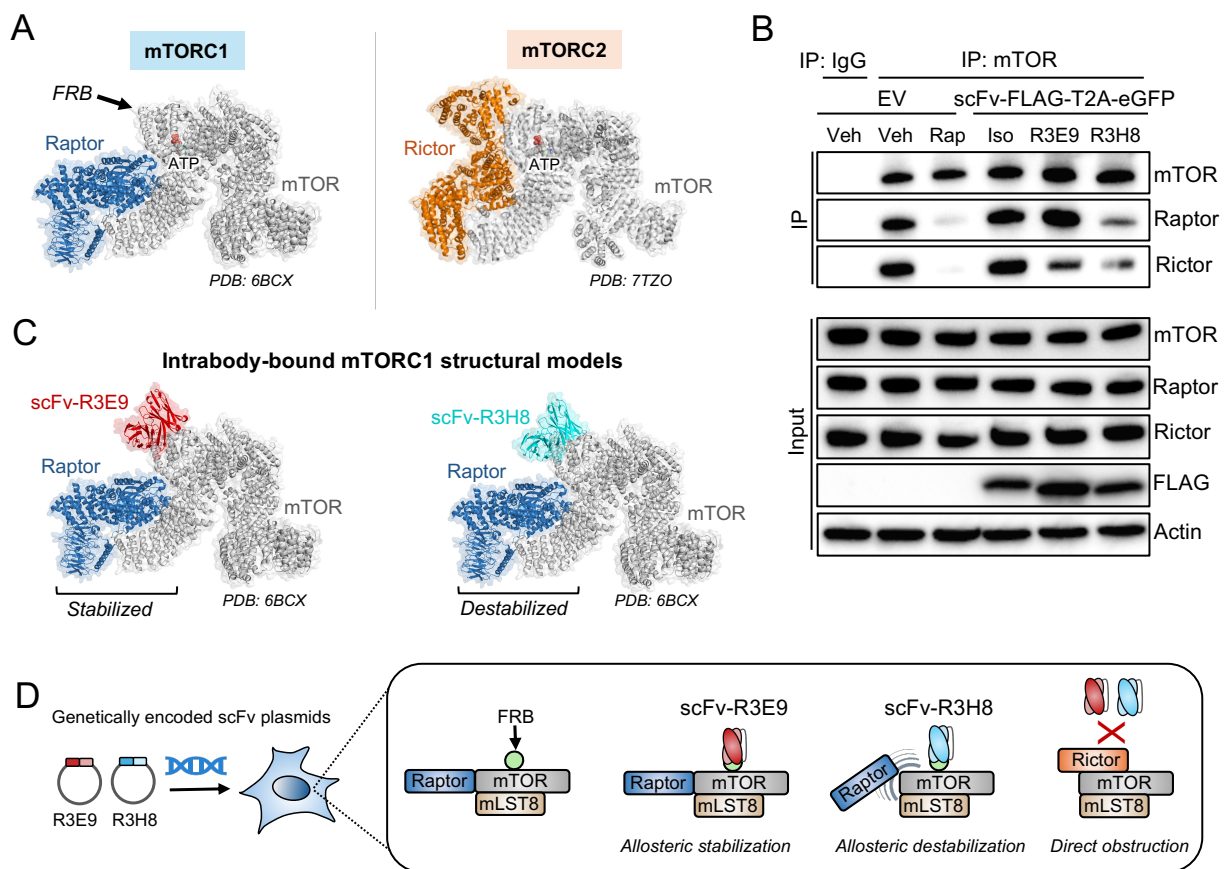 A
mTORC1
mTORC2
FRB
Raptor
ATP
mTOR
PDB: 6BCX
Rictor
ATP
mTOR
PDB: 7TZO
B
IP: IgG
IP: mTOR
EV
scFv-FLAG-T2A-eGFP
Veh Veh Rap Iso R3E9 R3H8
IP
mTOR
Raptor
Rictor
Input
mTOR
Raptor
Rictor
FLAG
Actin
C
Intrabody-bound mTORC1 structural models
scFv-R3E9
Raptor
mTOR
Stabilized
PDB: 6BCX
scFv-R3H8
Raptor
mTOR
Destabilized
PDB: 6BCX
D
Genetically encoded scFv plasmids
R3E9 R3H8
FRB
Raptor
mTOR
mLST8
scFv-R3E9
Raptor
mTOR
mLST8
Allosteric stabilization
scFv-R3H8
Raptor
mTOR
mLST8
Allosteric destabilization
Rictor
mTOR
mLST8
Direct obstruction